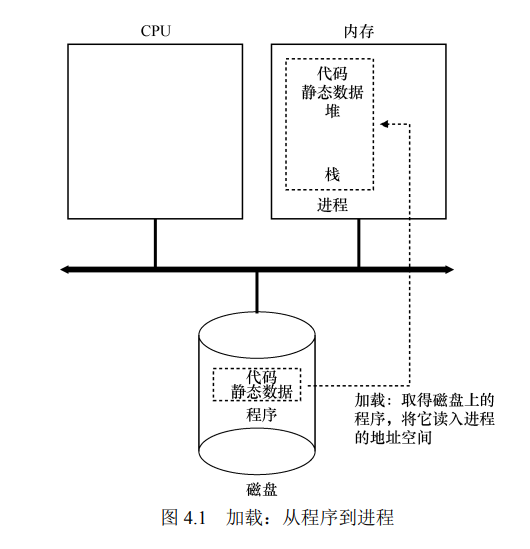 CPU
内存
代码
静态数据
堆
栈
进程
代码
静态数据
程序
加载：取得磁盘上的
程序，将它读入进程
的地址空间
磁盘
图 4.1 加载：从程序到进程